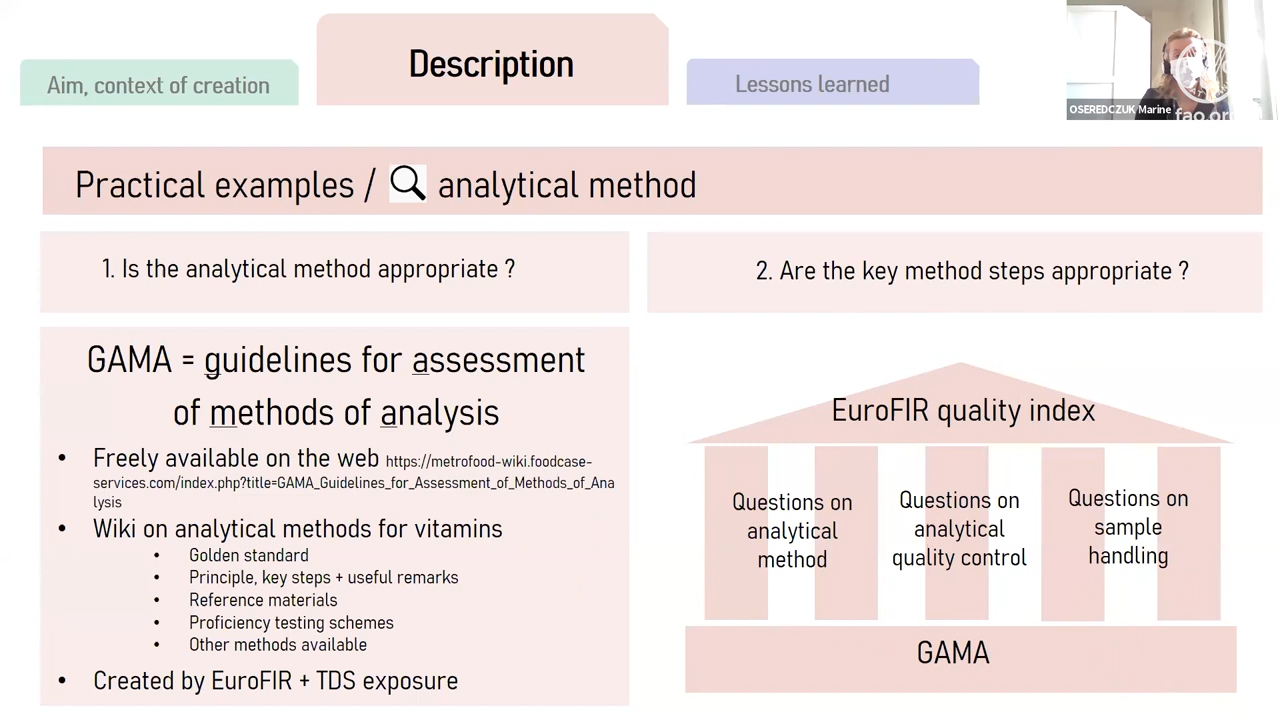 Aim, context of creation
Description
Lessons learned
OSEREDCZUK Marine
fao.org
Practical examples / analytical method
1. Is the analytical method appropriate ?
2. Are the key method steps appropriate ?
GAMA = guidelines for assessment
of methods of analysis
• Freely available on the web https://metrofood-wiki.foodcase-
services.com/index.php?title=GAMA_Guidelines_for_Assessment_of_Methods_of_Ana
lysis
• Wiki on analytical methods for vitamins
• Golden standard
• Principle, key steps + useful remarks
• Reference materials
• Proficiency testing schemes
• Other methods available
• Created by EuroFIR + TDS exposure
EuroFIR quality index
Questions on
analytical
method
Questions on
analytical
quality control
Questions on
sample
handling
GAMA